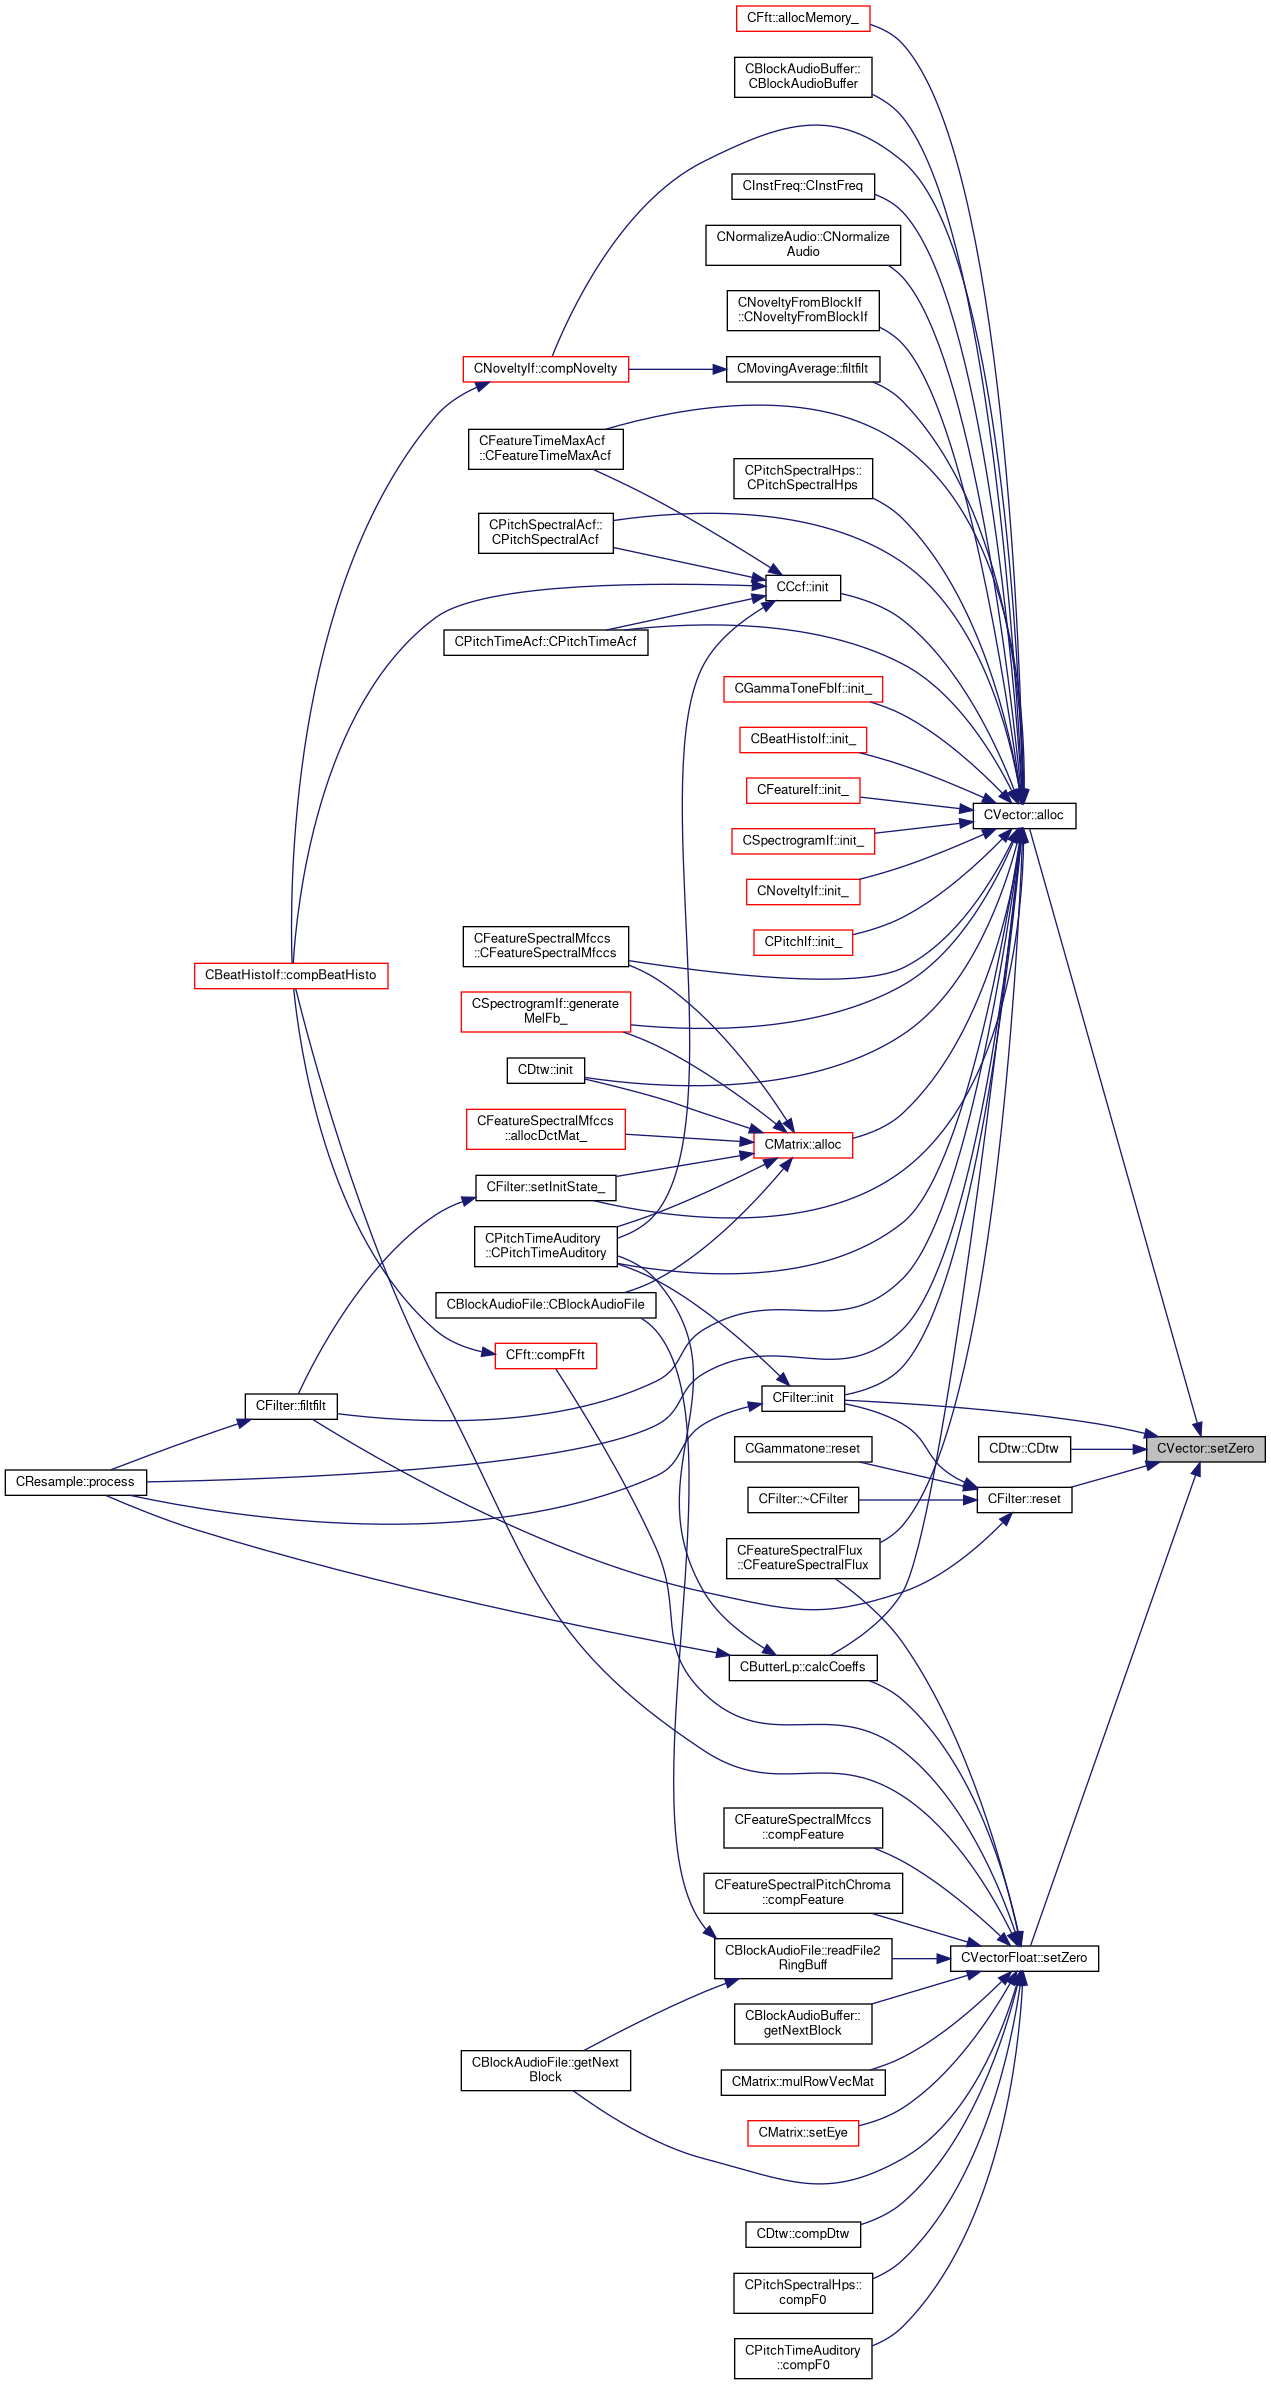 CFft::allocMemory_
CBlockAudioBuffer::
CBlockAudioBuffer
CInstFreq::CInstFreq
CNormalizeAudio::CNormalize
Audio
CNoveltyFromBlockIf
::CNoveltyFromBlockIf
CNoveltyIf::compNovelty
CMovingAverage::filtfilt
CFeatureTimeMaxAcf
::CFeatureTimeMaxAcf
CPitchSpectralHps::
CPitchSpectralHps
CPitchSpectralAcf::
CPitchSpectralAcf
CCcf::init
CPitchTimeAcf::CPitchTimeAcf
CGammaToneFbIf::init_
CBeatHistoIf::init_
CFeatureIf::init_
CVector::alloc
CSpectrogramIf::init_
CNoveltyIf::init_
CPitchIf::init_
CFeatureSpectralMfccs
::CFeatureSpectralMfccs
CBeatHistoIf::compBeatHisto
CSpectrogramIf::generate
MelFb_
CDtw::init
CFeatureSpectralMfccs
::allocDctMat_
CMatrix::alloc
CFilter::setInitState_
CPitchTimeAuditory
::CPitchTimeAuditory
CBlockAudioFile::CBlockAudioFile
CFft::compFft
CFilter::filtfilt
CFilter::init
CGammatone::reset
CDtw::CDtw
CVector::setZero
CResample::process
CFilter::~CFilter
CFilter::reset
CFeatureSpectralFlux
::CFeatureSpectralFlux
CButterLp::calcCoeffs
CFeatureSpectralMfccs
::compFeature
CFeatureSpectralPitchChroma
::compFeature
CBlockAudioFile::readFile2
RingBuff
CVectorFloat::setZero
CBlockAudioBuffer::
getNextBlock
CBlockAudioFile::getNext
Block
CMatrix::mulRowVecMat
CMatrix::setEye
CDtw::compDtw
CPitchSpectralHps::
compF0
CPitchTimeAuditory
::compF0